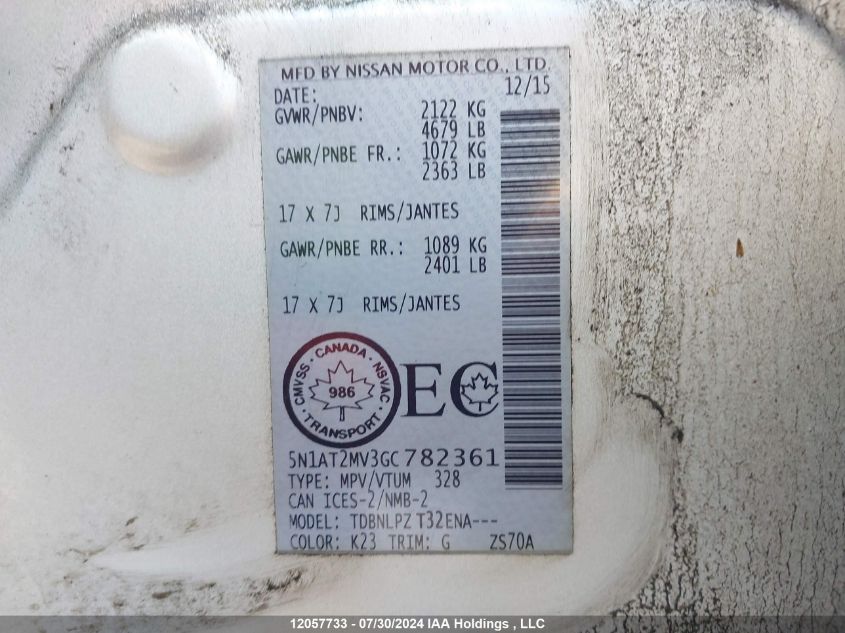 MFD BY NISSAN MOTOR CO., LTD.
DATE: 12/15
GVWR/PNBV: 2122 KG
4679 LB
GAWR/PNBE FR.: 1072 KG
2363 LB
17 X 7J RIMS/JANTES
GAWR/PNBE RR.: 1089 KG
2401 LB
17 X 7J RIMS/JANTES
CMVSS · CANADA · NSVAC · TRANSPORT ·
986
EC
5N1AT2MV3GC782361
TYPE: MPV/VTUM 328
CAN ICES-2/NMB-2
MODEL: TDBNLPZ T32ENA---
COLOR: K23 TRIM: G ZS70A
12057733 - 07/30/2024 IAA Holdings , LLC